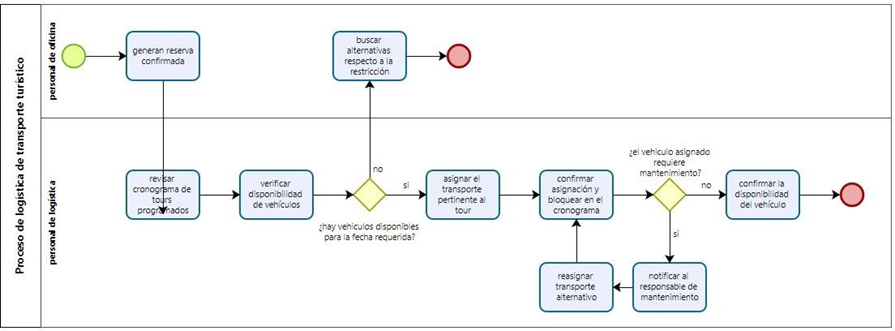 Proceso de logística de transporte turístico
personal de oficina
generan reserva
confirmada
buscar
alternativas
respecto a la
restricción
personal de logística
revisar
cronograma de
tours
programados
verificar
disponibilidad
de vehículos
no
si
¿hay vehículos disponibles
para la fecha requerida?
asignar el
transporte
pertinente al
tour
confirmar
asignación y
bloquear en el
cronograma
¿el vehículo asignado
requiere
mantenimiento?
no
si
confirmar la
disponibilidad
del vehículo
reasignar
transporte
alternativo
notificar al
responsable de
mantenimiento